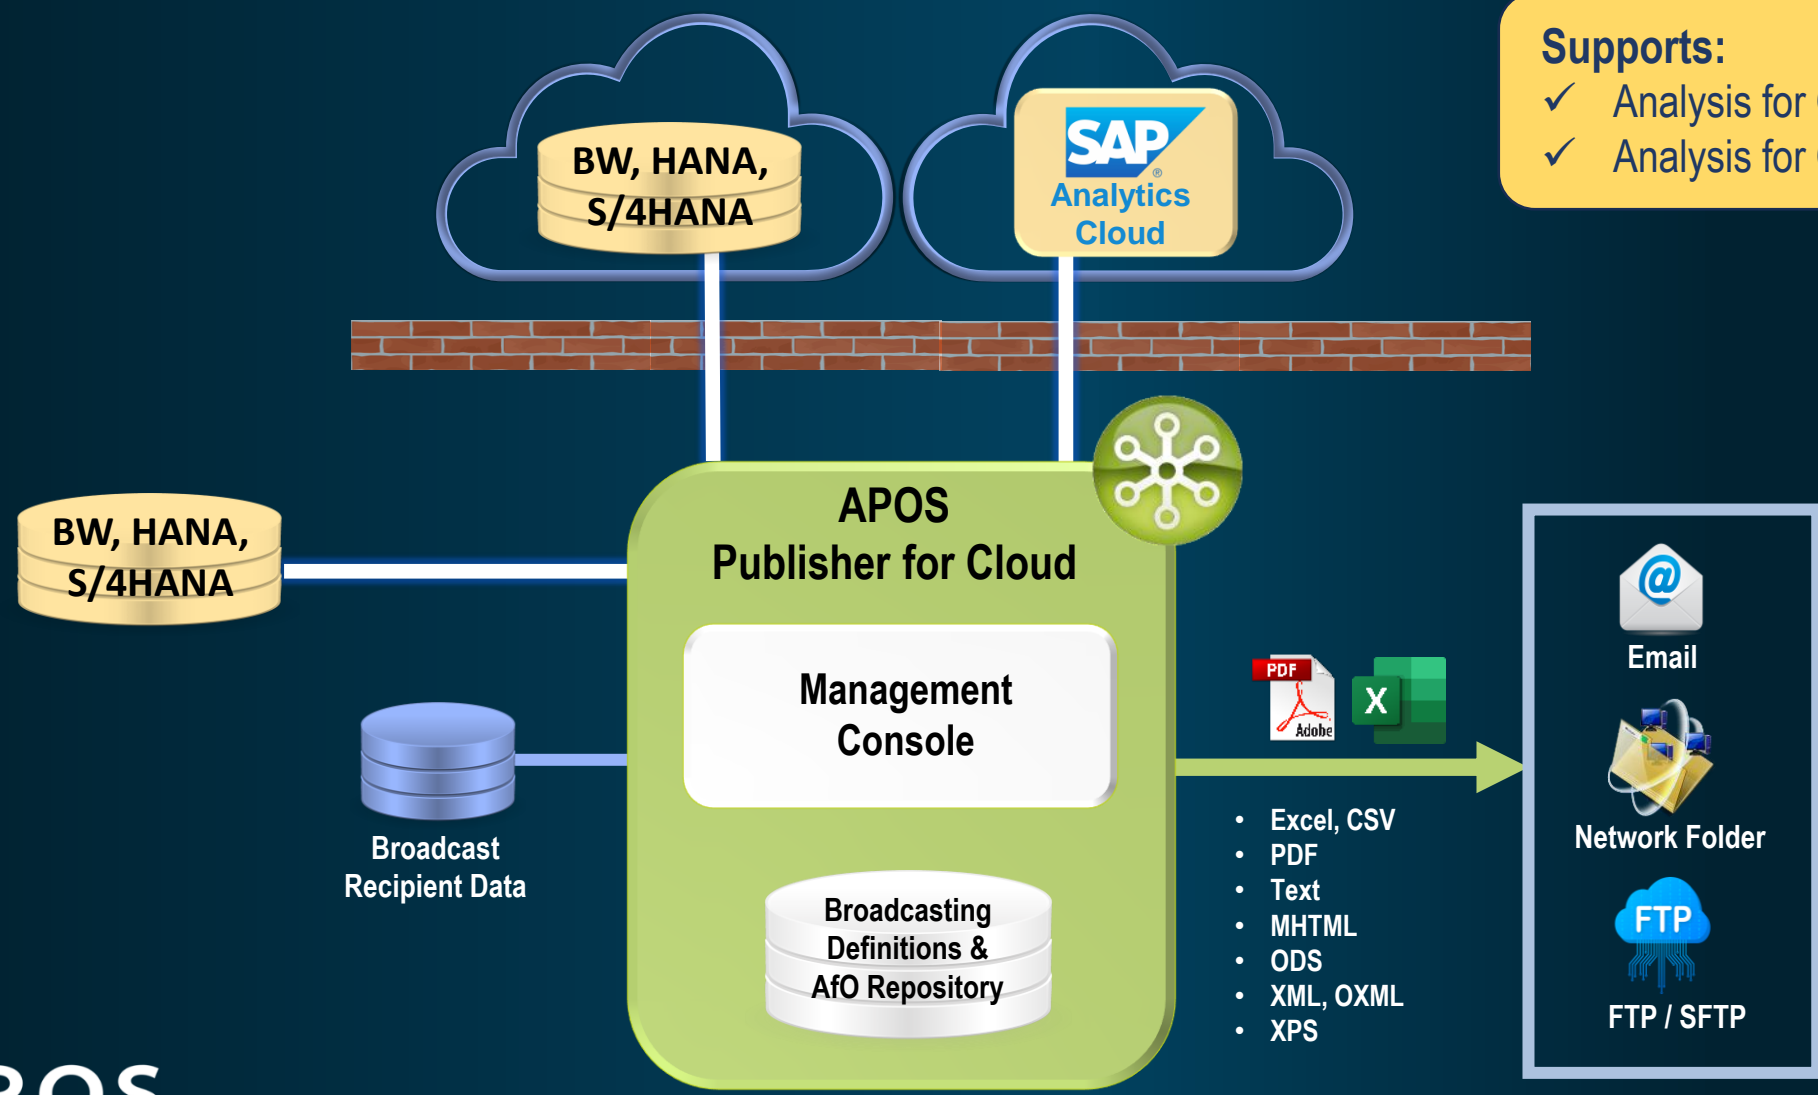 Supports:
✓ Analysis for
✓ Analysis for
BW, HANA,
S/4HANA
SAP
®
Analytics
Cloud
BW, HANA,
S/4HANA
APOS
Publisher for Cloud
Management
Console
Broadcasting
Definitions &
AfO Repository
Broadcast
Recipient Data
PDF
Adobe
X
• Excel, CSV
• PDF
• Text
• MHTML
• ODS
• XML, OXML
• XPS
@
Email
Network Folder
FTP
FTP / SFTP